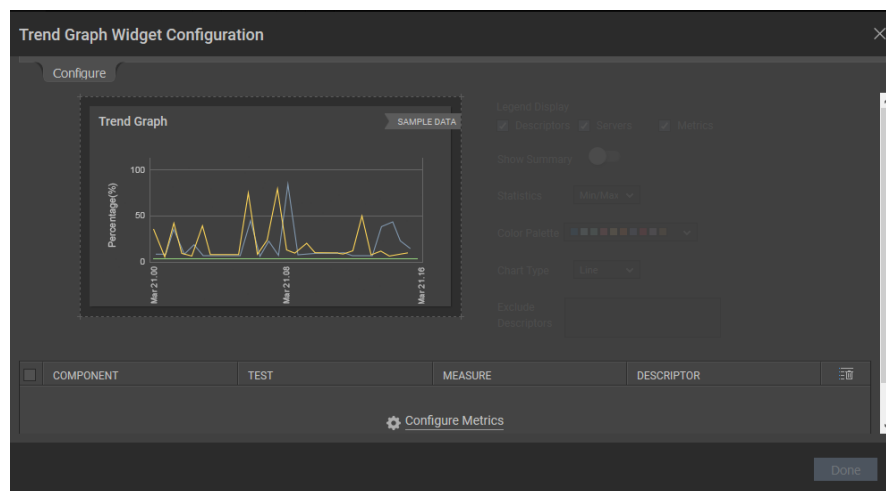 Trend Graph Widget Configuration
Configure
Trend Graph
SAMPLE DATA
100
50
0
Percentage(%)
Mar 21.00
Mar 21.08
Mar 21.16
Legend Display
Descriptors
Servers
Metrics
Show Summary
Statistics
Min/Max
Color Palette
Chart Type
Line
Exclude
Descriptors
COMPONENT
TEST
MEASURE
DESCRIPTOR
Configure Metrics
Done